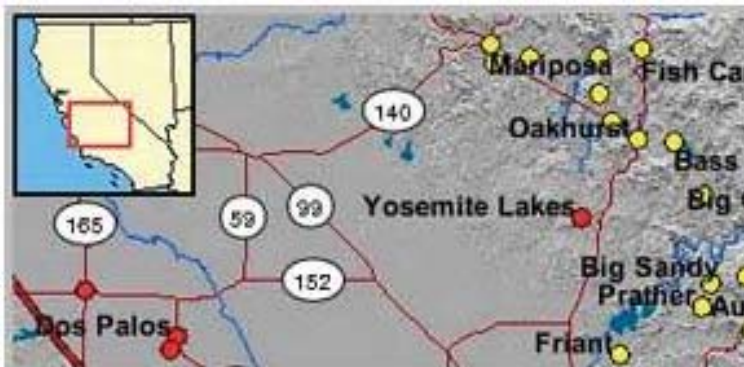 Mariposa
Fish Ca
140
Oakhurst
Bass
Yosemite Lakes
Big
165
59
99
152
Big Sandy
Prather
Au
Dos Palos
Friant